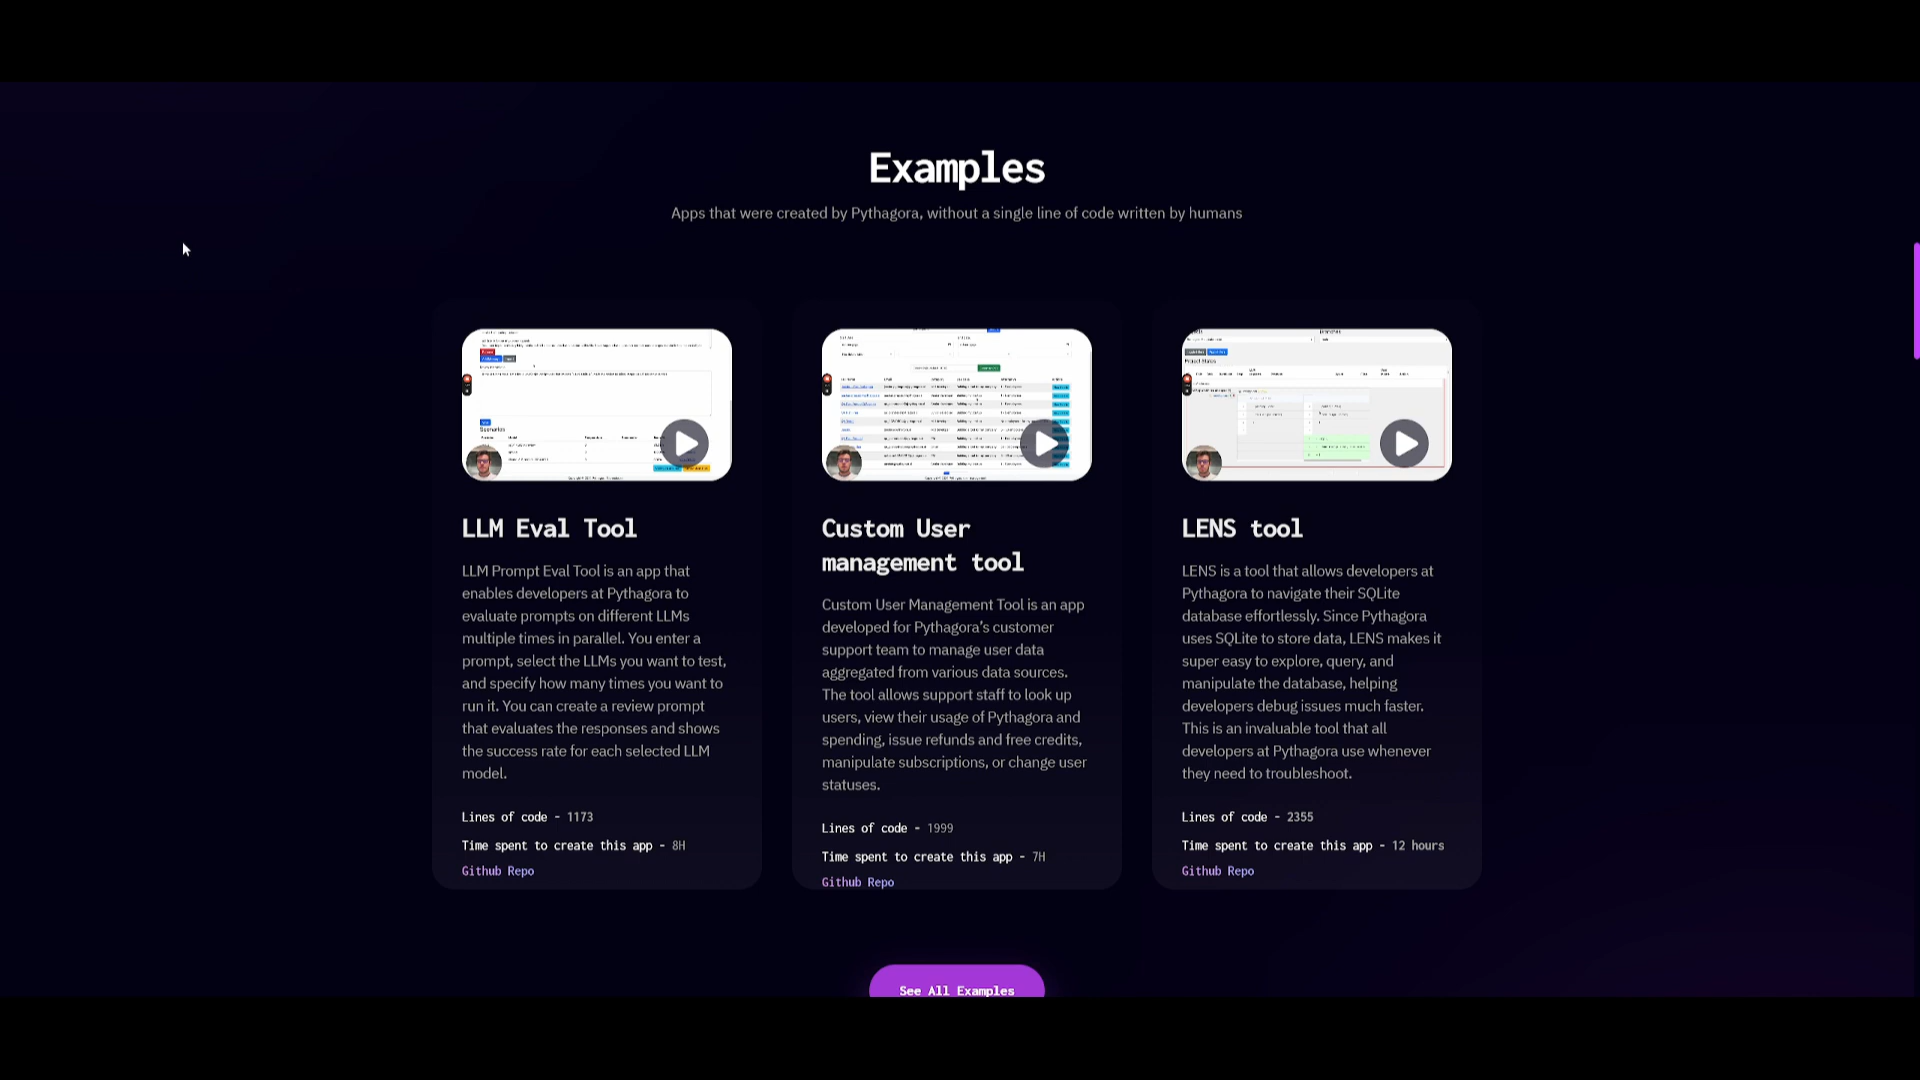 Examples
Apps that were created by Pythagora, without a single line of code written by humans
LLM Eval Tool
LLM Prompt Eval Tool is an app that
enables developers at Pythagora to
evaluate prompts on different LLMs
multiple times in parallel. You enter a
prompt, select the LLMs you want to test,
and specify how many times you want to
run it. You can create a review prompt
that evaluates the responses and shows
the success rate for each selected LLM
model.
Lines of code - 1173
Time spent to create this app - 8H
Github Repo
Custom User
management tool
Custom User Management Tool is an app
developed for Pythagora’s customer
support team to manage user data
aggregated from various data sources.
The tool allows support staff to look up
users, view their usage of Pythagora and
spending, issue refunds and free credits,
manipulate subscriptions, or change user
statuses.
Lines of code - 1999
Time spent to create this app - 7H
Github Repo
LENS tool
LENS is a tool that allows developers at
Pythagora to navigate their SQLite
database effortlessly. Since Pythagora
uses SQLite to store data, LENS makes it
super easy to explore, query, and
manipulate the database, helping
developers debug issues much faster.
This is an invaluable tool that all
developers at Pythagora use whenever
they need to troubleshoot.
Lines of code - 2355
Time spent to create this app - 12 hours
Github Repo
See All Examples